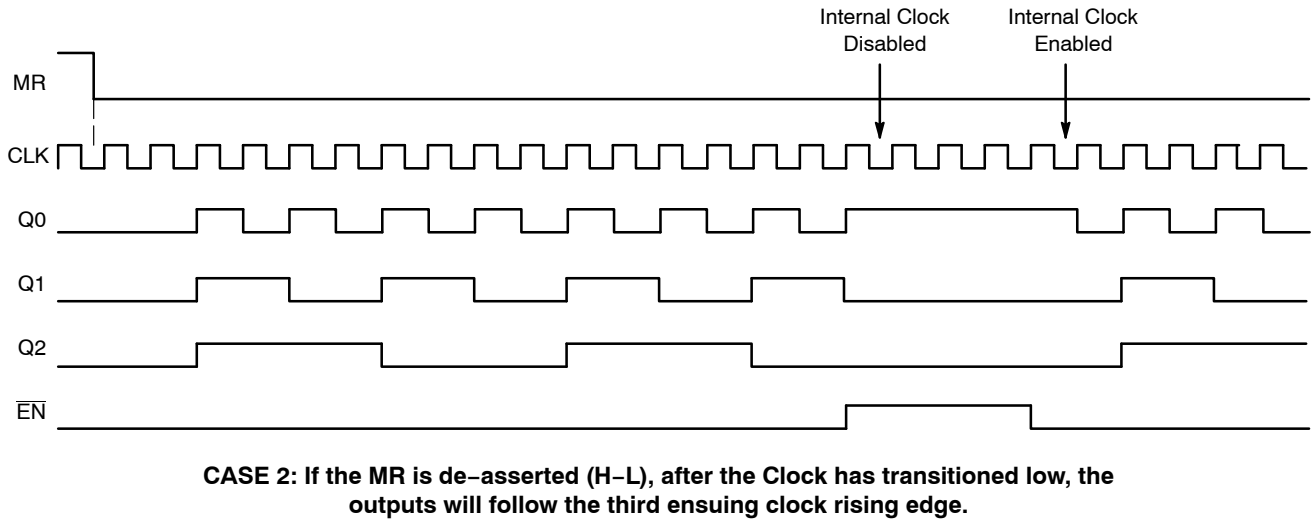 Internal Clock
Disabled
Internal Clock
Enabled
MR
CLK
Q0
Q1
Q2
EN
CASE 2: If the MR is de−asserted (H−L), after the Clock has transitioned low, the
outputs will follow the third ensuing clock rising edge.